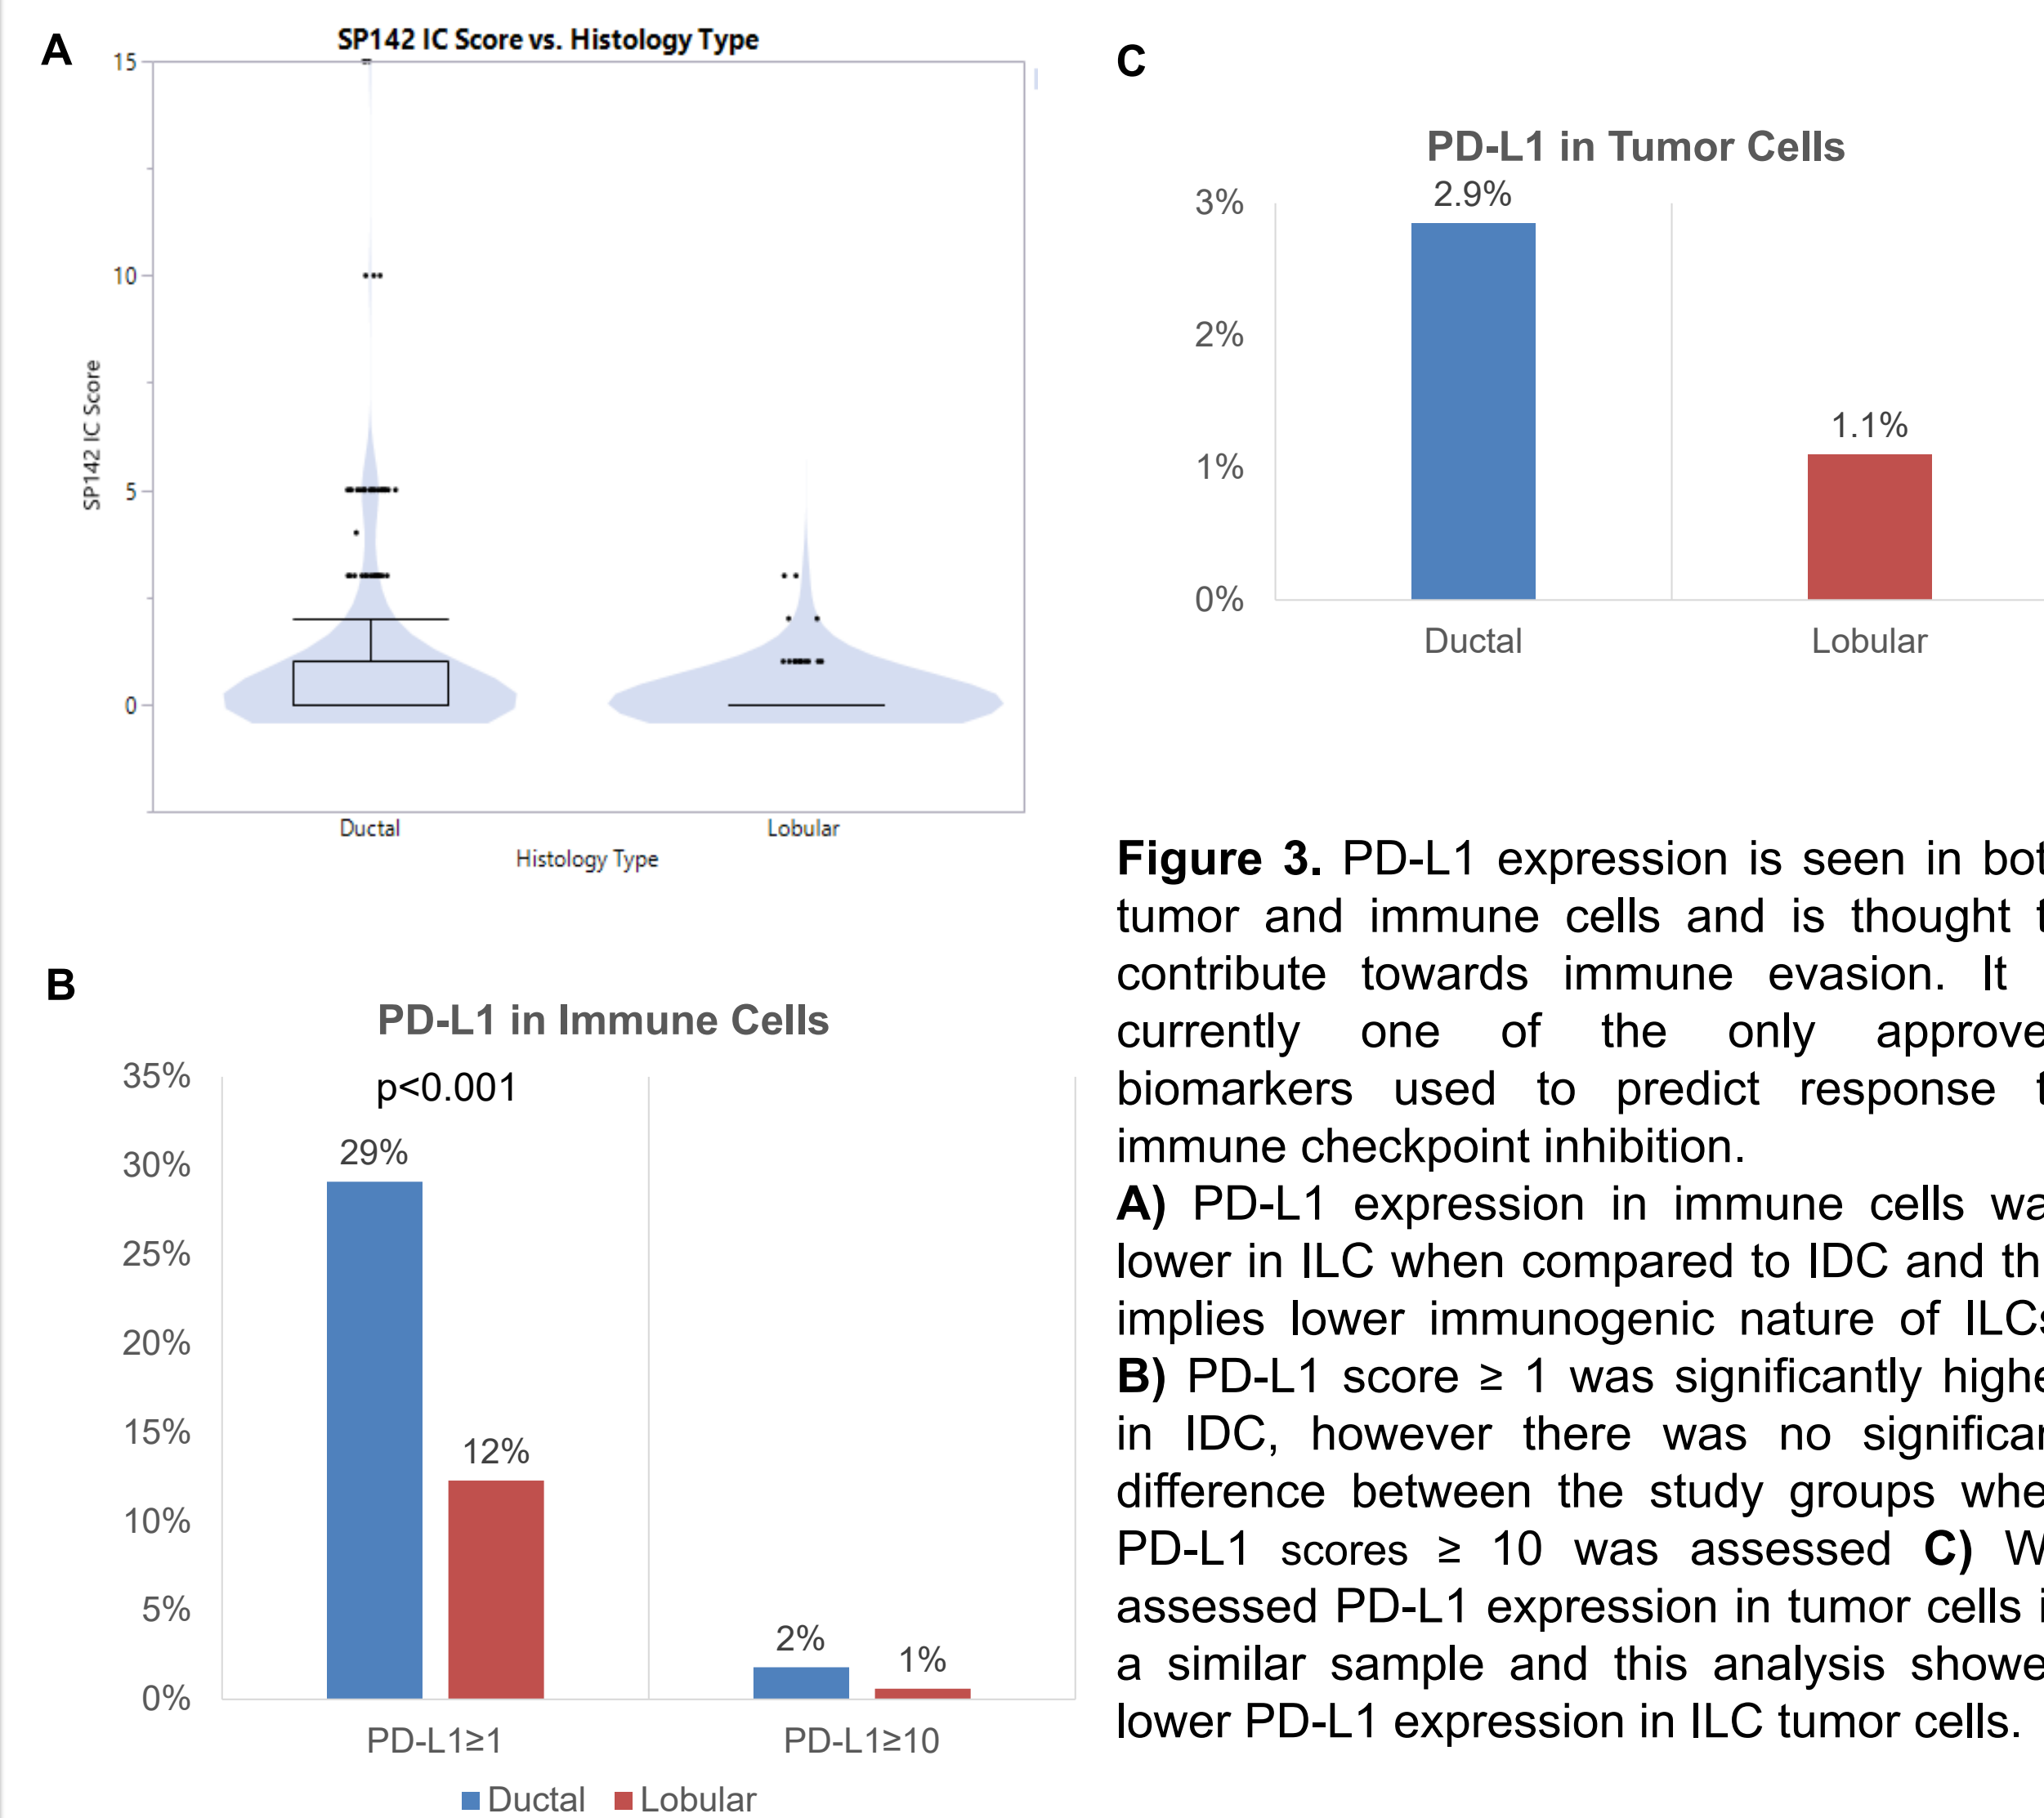 A
SP142 IC Score vs. Histology Type
15
10
5
0
SP142 IC Score
Ductal
Lobular
Histology Type
B
PD-L1 in Immune Cells
p<0.001
35%
30%
25%
20%
15%
10%
5%
0%
29%
12%
2%
1%
PD-L1≥1
PD-L1≥10
Ductal
Lobular
C
PD-L1 in Tumor Cells
3%
2%
1%
0%
2.9%
1.1%
Ductal
Lobular
Figure 3. PD-L1 expression is seen in bot
tumor and immune cells and is thought t
contribute towards immune evasion. It
currently one of the only approve
biomarkers used to predict response t
immune checkpoint inhibition.
A) PD-L1 expression in immune cells wa
lower in ILC when compared to IDC and th
implies lower immunogenic nature of ILCs
B) PD-L1 score ≥ 1 was significantly highe
in IDC, however there was no significan
difference between the study groups whe
PD-L1 scores ≥ 10 was assessed C) W
assessed PD-L1 expression in tumor cells i
a similar sample and this analysis showe
lower PD-L1 expression in ILC tumor cells.